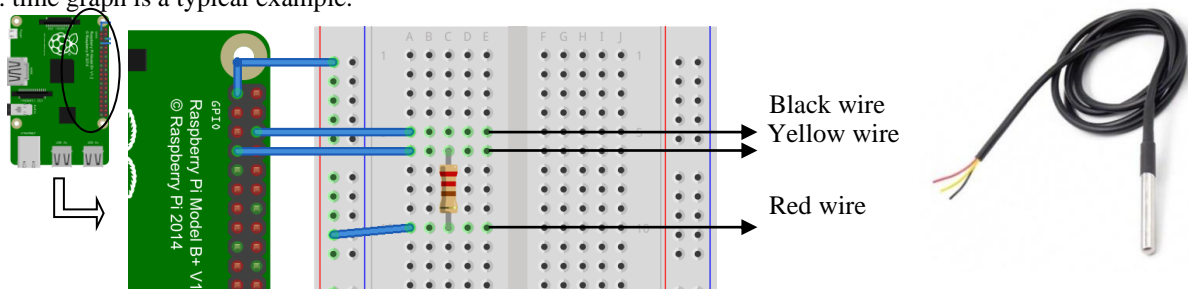 : time graph is a typical example.
A B C D E
F G H I J
1
1
GPIO
Raspberry Pi Model B+ V1
© Raspberry Pi 2014
5
10
Black wire
Yellow wire
Red wire